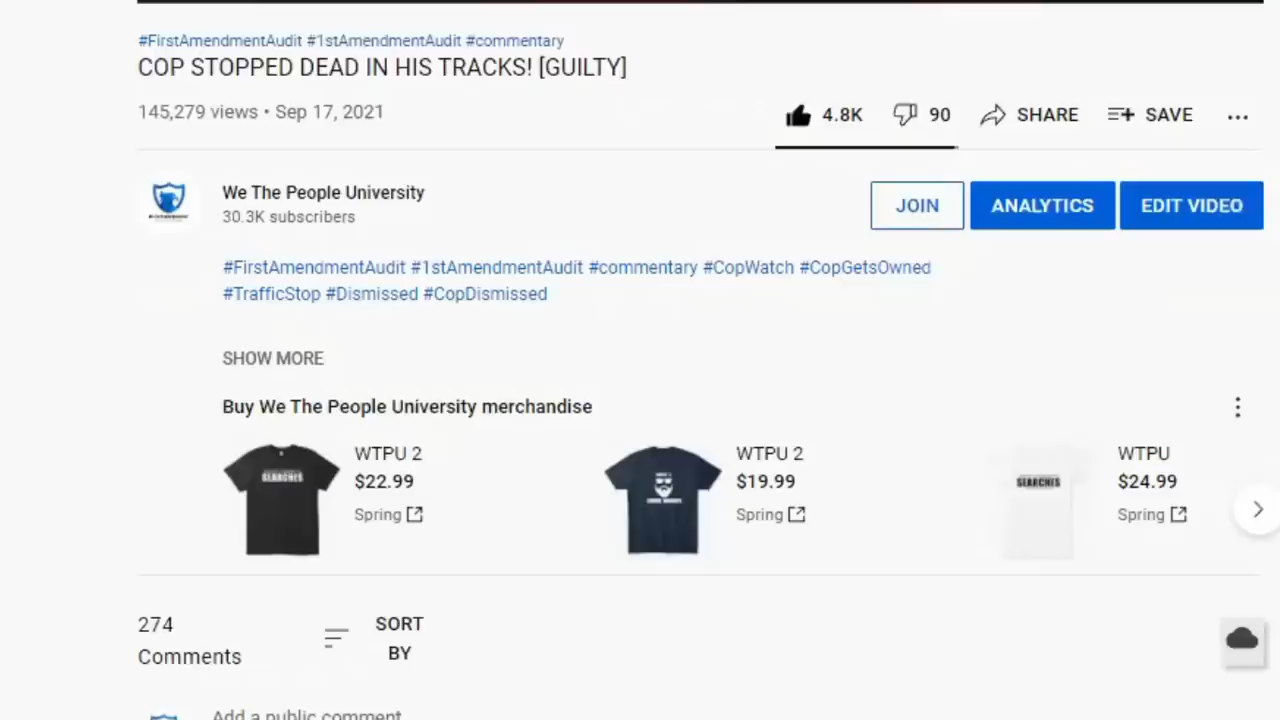 #FirstAmendmentAudit #1stAmendmentAudit #commentary
COP STOPPED DEAD IN HIS TRACKS! [GUILTY]
145,279 views • Sep 17, 2021
4.8K 90 SHARE SAVE
We The People University
30.3K subscribers
JOIN ANALYTICS EDIT VIDEO
#FirstAmendmentAudit #1stAmendmentAudit #commentary #CopWatch #CopGetsOwned
#TrafficStop #Dismissed #CopDismissed
SHOW MORE
Buy We The People University merchandise
WTPU 2 WTPU 2 WTPU
$22.99 $19.99 $24.99
SEARCHES SEARCHES
Spring Spring Spring
274 SORT
Comments BY
Add a public comment